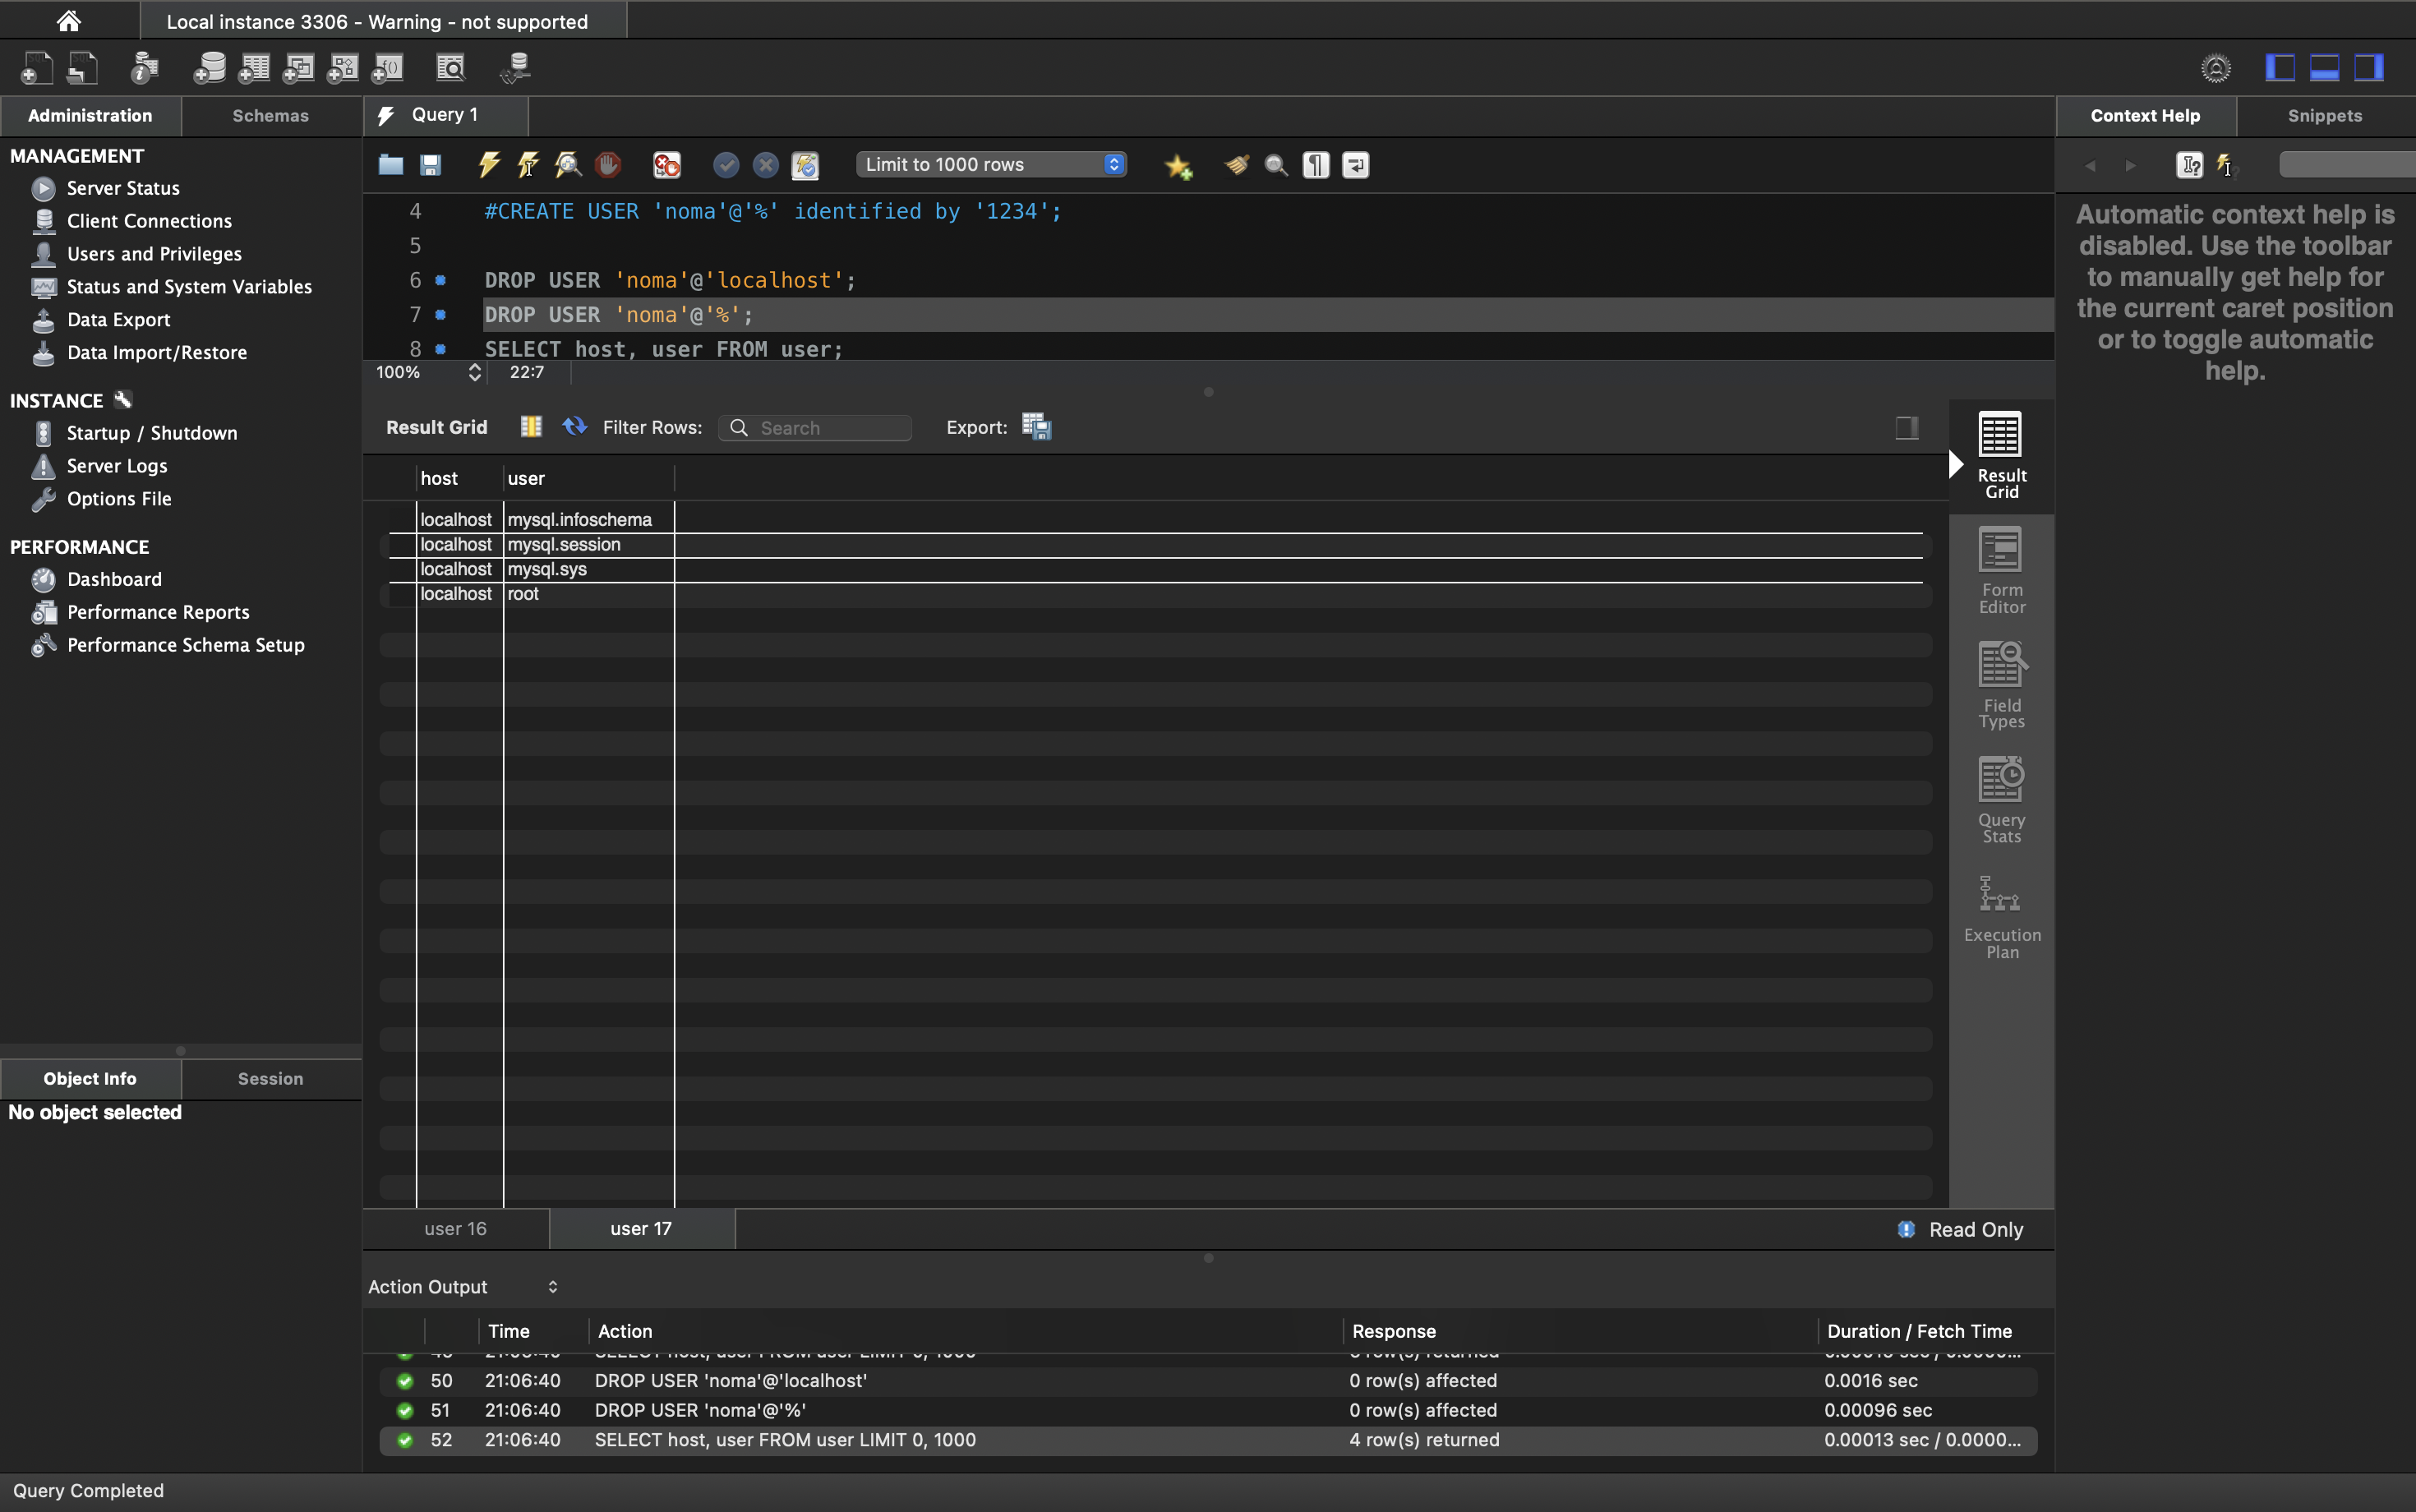 Local instance 3306 - Warning - not supported
Administration
Schemas
MANAGEMENT
Server Status
Client Connections
Users and Privileges
Status and System Variables
Data Export
Data Import/Restore
INSTANCE
Startup / Shutdown
Server Logs
Options File
PERFORMANCE
Dashboard
Performance Reports
Performance Schema Setup
Object Info
Session
No object selected
Query 1
Limit to 1000 rows
4 #CREATE USER 'noma'@'%' identified by '1234';
5
6 DROP USER 'noma'@'localhost';
7 DROP USER 'noma'@'%';
8 SELECT host, user FROM user;
100% 22:7
Result Grid Filter Rows: Search Export:
host user
localhost mysql.infoschema
localhost mysql.session
localhost mysql.sys
localhost root
Result
Grid
Form
Editor
Field
Types
Query
Stats
Execution
Plan
user 16
user 17
Read Only
Action Output
Time Action Response Duration / Fetch Time
50 21:06:40 DROP USER 'noma'@'localhost' 0 row(s) affected 0.0016 sec
51 21:06:40 DROP USER 'noma'@'%' 0 row(s) affected 0.00096 sec
52 21:06:40 SELECT host, user FROM user LIMIT 0, 1000 4 row(s) returned 0.00013 sec / 0.0000...
Context Help
Snippets
Automatic context help is
disabled. Use the toolbar
to manually get help for
the current caret position
or to toggle automatic
help.
Query Completed